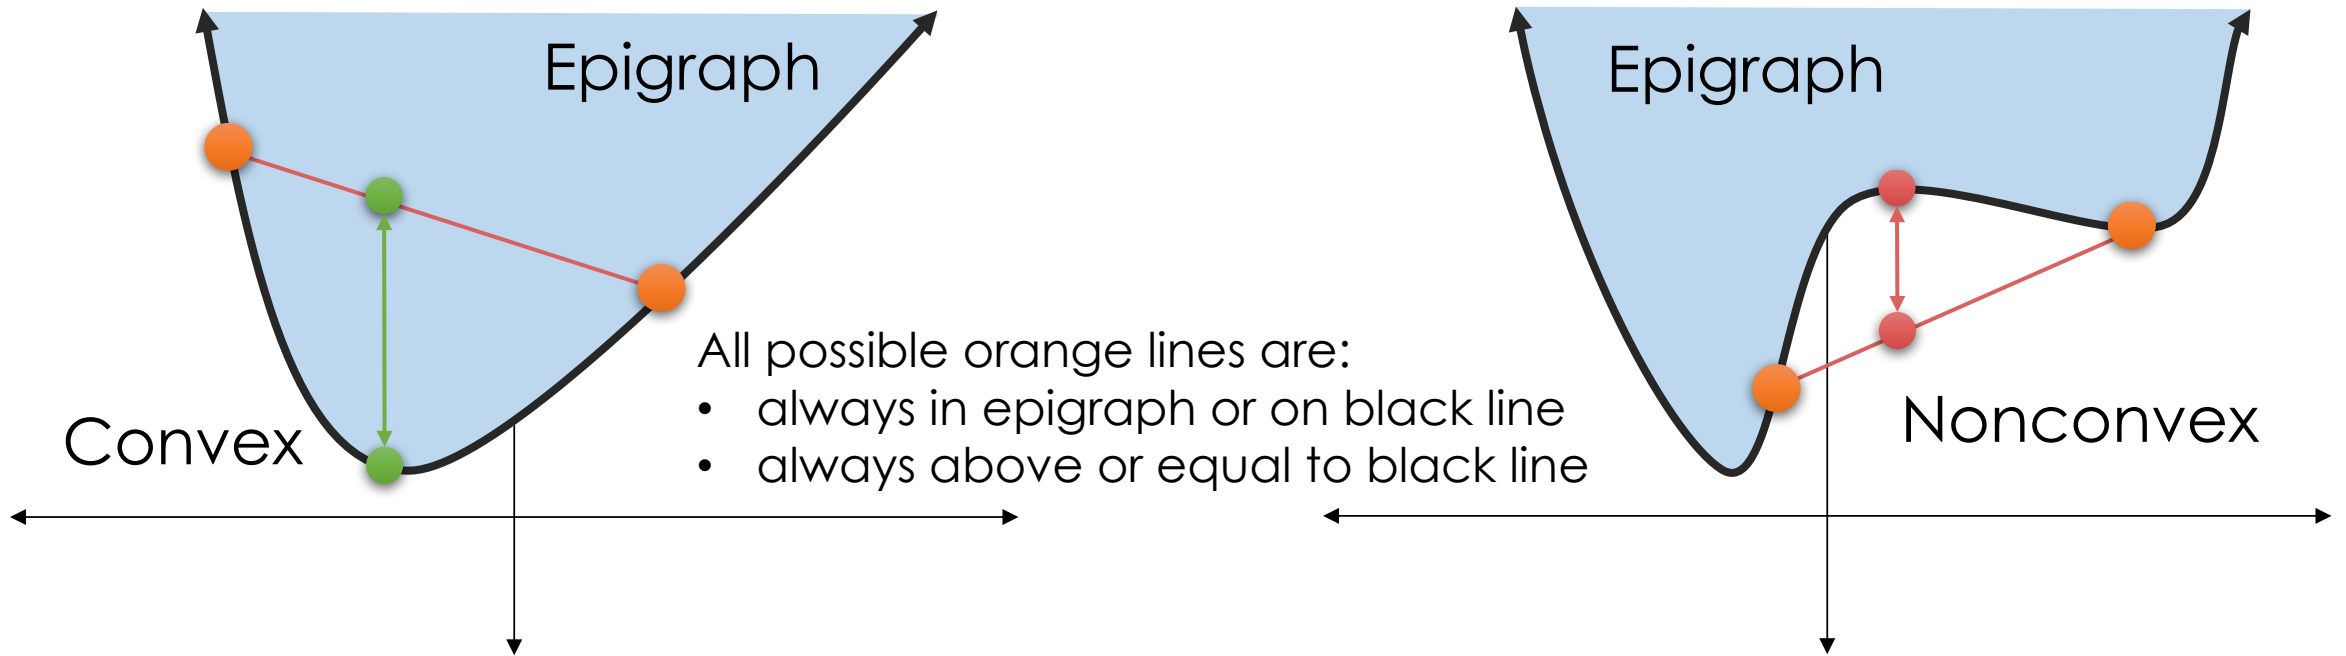 Epigraph
Convex
All possible orange lines are:
• always in epigraph or on black line
• always above or equal to black line
Epigraph
Nonconvex